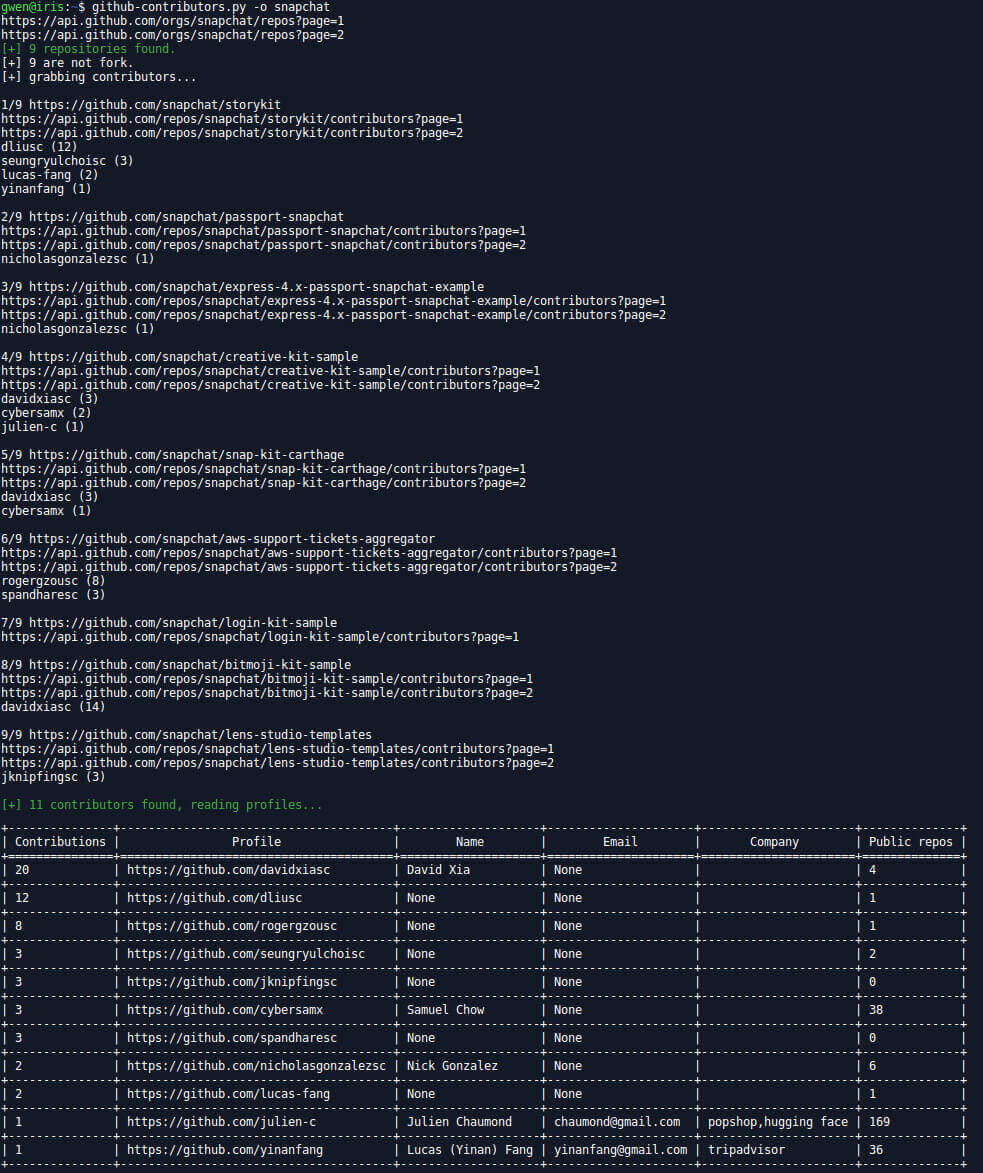 gwen@iris:~$ github-contributors.py -o snapchat
https://api.github.com/orgs/snapchat/repos?page=1
https://api.github.com/orgs/snapchat/repos?page=2
[+] 9 repositories found.
[+] 9 are not fork.
[+] grabbing contributors...
1/9 https://github.com/snapchat/storykit
https://api.github.com/repos/snapchat/storykit/contributors?page=1
https://api.github.com/repos/snapchat/storykit/contributors?page=2
dliusc (12)
seungryulchoisc (3)
lucas-fang (2)
yinanfang (1)
2/9 https://github.com/snapchat/passport-snapchat
https://api.github.com/repos/snapchat/passport-snapchat/contributors?page=1
https://api.github.com/repos/snapchat/passport-snapchat/contributors?page=2
nicholasgonzalezsc (1)
3/9 https://github.com/snapchat/express-4.x-passport-snapchat-example
https://api.github.com/repos/snapchat/express-4.x-passport-snapchat-example/contributors?page=1
https://api.github.com/repos/snapchat/express-4.x-passport-snapchat-example/contributors?page=2
nicholasgonzalezsc (1)
4/9 https://github.com/snapchat/creative-kit-sample
https://api.github.com/repos/snapchat/creative-kit-sample/contributors?page=1
https://api.github.com/repos/snapchat/creative-kit-sample/contributors?page=2
davidxiasc (3)
cybersamx (2)
julien-c (1)
5/9 https://github.com/snapchat/snap-kit-carthage
https://api.github.com/repos/snapchat/snap-kit-carthage/contributors?page=1
https://api.github.com/repos/snapchat/snap-kit-carthage/contributors?page=2
davidxiasc (3)
cybersamx (1)
6/9 https://github.com/snapchat/aws-support-tickets-aggregator
https://api.github.com/repos/snapchat/aws-support-tickets-aggregator/contributors?page=1
https://api.github.com/repos/snapchat/aws-support-tickets-aggregator/contributors?page=2
rogergzousc (8)
spandharesc (3)
7/9 https://github.com/snapchat/login-kit-sample
https://api.github.com/repos/snapchat/login-kit-sample/contributors?page=1
8/9 https://github.com/snapchat/bitmoji-kit-sample
https://api.github.com/repos/snapchat/bitmoji-kit-sample/contributors?page=1
https://api.github.com/repos/snapchat/bitmoji-kit-sample/contributors?page=2
davidxiasc (14)
9/9 https://github.com/snapchat/lens-studio-templates
https://api.github.com/repos/snapchat/lens-studio-templates/contributors?page=1
https://api.github.com/repos/snapchat/lens-studio-templates/contributors?page=2
jknipfingsc (3)
[+] 11 contributors found, reading profiles...
| Contributions | Profile | Name | Email | Company | Public repos |
| 20 | https://github.com/davidxiasc | David Xia | None | | 4 |
| 12 | https://github.com/dliusc | None | None | | 1 |
| 8 | https://github.com/rogergzousc | None | None | | 1 |
| 3 | https://github.com/seungryulchoisc | None | None | | 2 |
| 3 | https://github.com/jknipfingsc | None | None | | 0 |
| 3 | https://github.com/cybersamx | Samuel Chow | None | | 38 |
| 3 | https://github.com/spandharesc | None | None | | 0 |
| 2 | https://github.com/nicholasgonzalezsc | Nick Gonzalez | None | | 6 |
| 2 | https://github.com/lucas-fang | None | None | | 1 |
| 1 | https://github.com/julien-c | Julien Chaumond | chaumond@gmail.com | popshop,hugging face | 169 |
| 1 | https://github.com/yinanfang | Lucas (Yinan) Fang | yinanfang@gmail.com | tripadvisor | 36 |